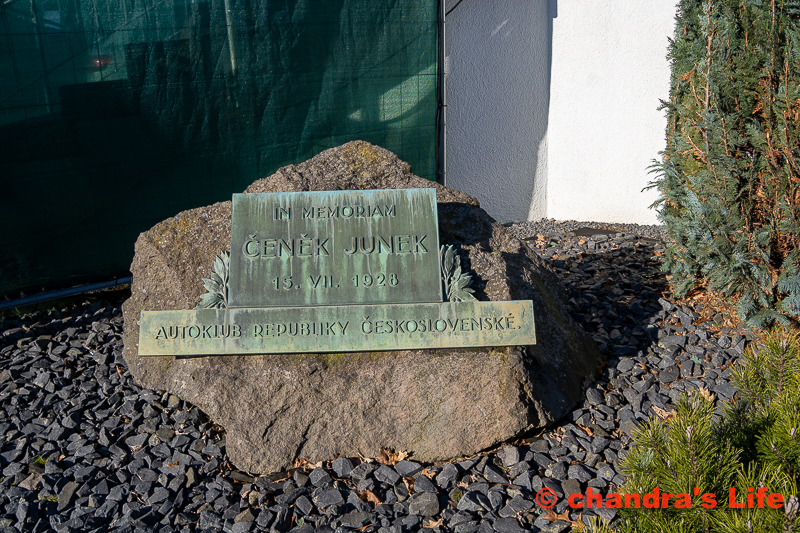 IN MEMORIAM
ČENĚK JUNEK
15. VII. 1928
AUTOKLUB REPUBLIKY ČESKOSLOVENSKÉ.
© chandra's Life